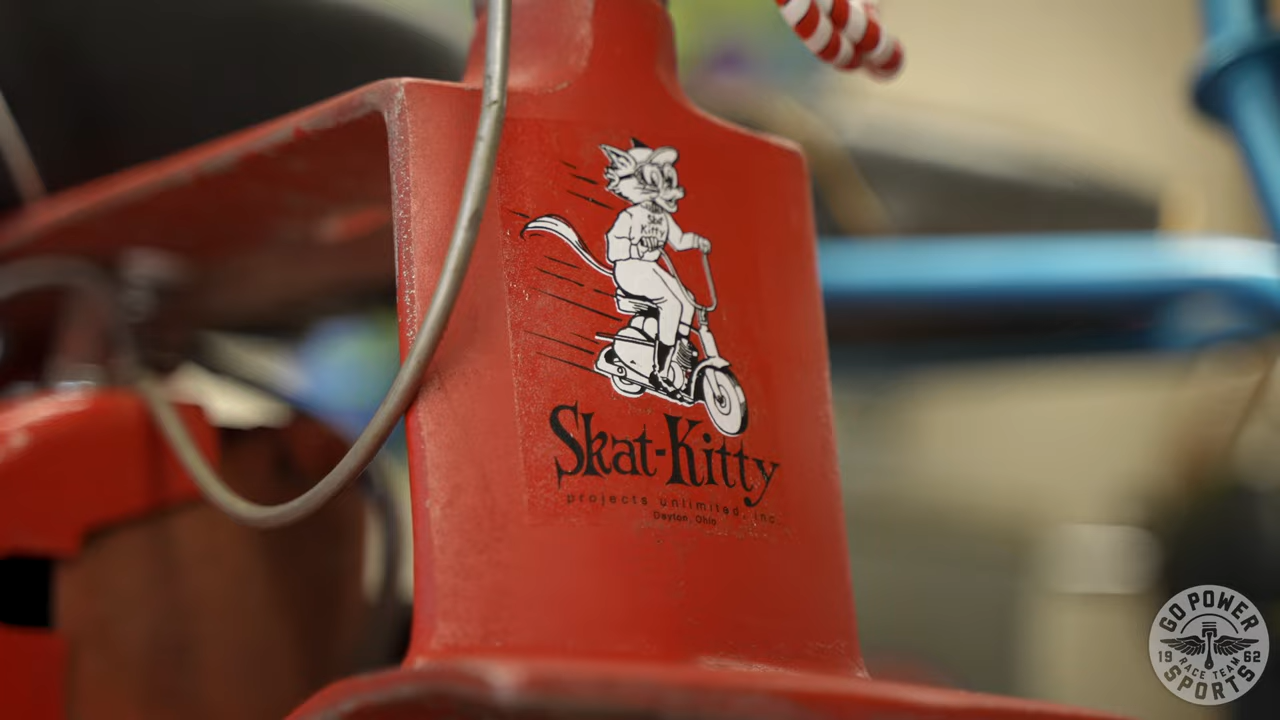 Skat
Kitty
Skat-Kitty
projects unlimited, inc.
Dayton, Ohio
GO POWER
19 62
RACE TEAM
SPORTS